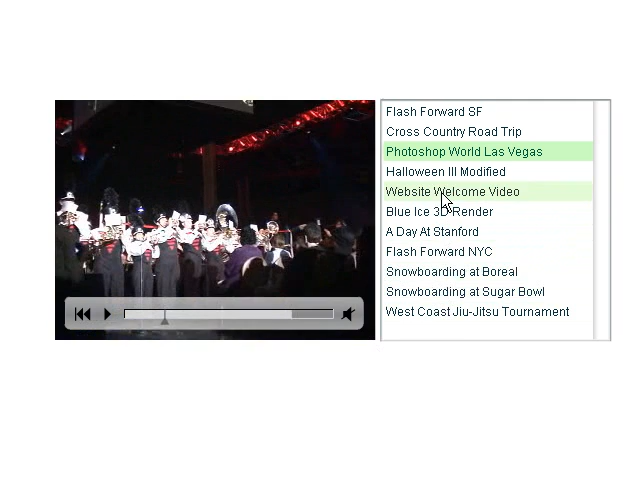 Flash Forward SF
Cross Country Road Trip
Photoshop World Las Vegas
Halloween III Modified
Website Welcome Video
Blue Ice 3D Render
A Day At Stanford
Flash Forward NYC
Snowboarding at Boreal
Snowboarding at Sugar Bowl
West Coast Jiu-Jitsu Tournament